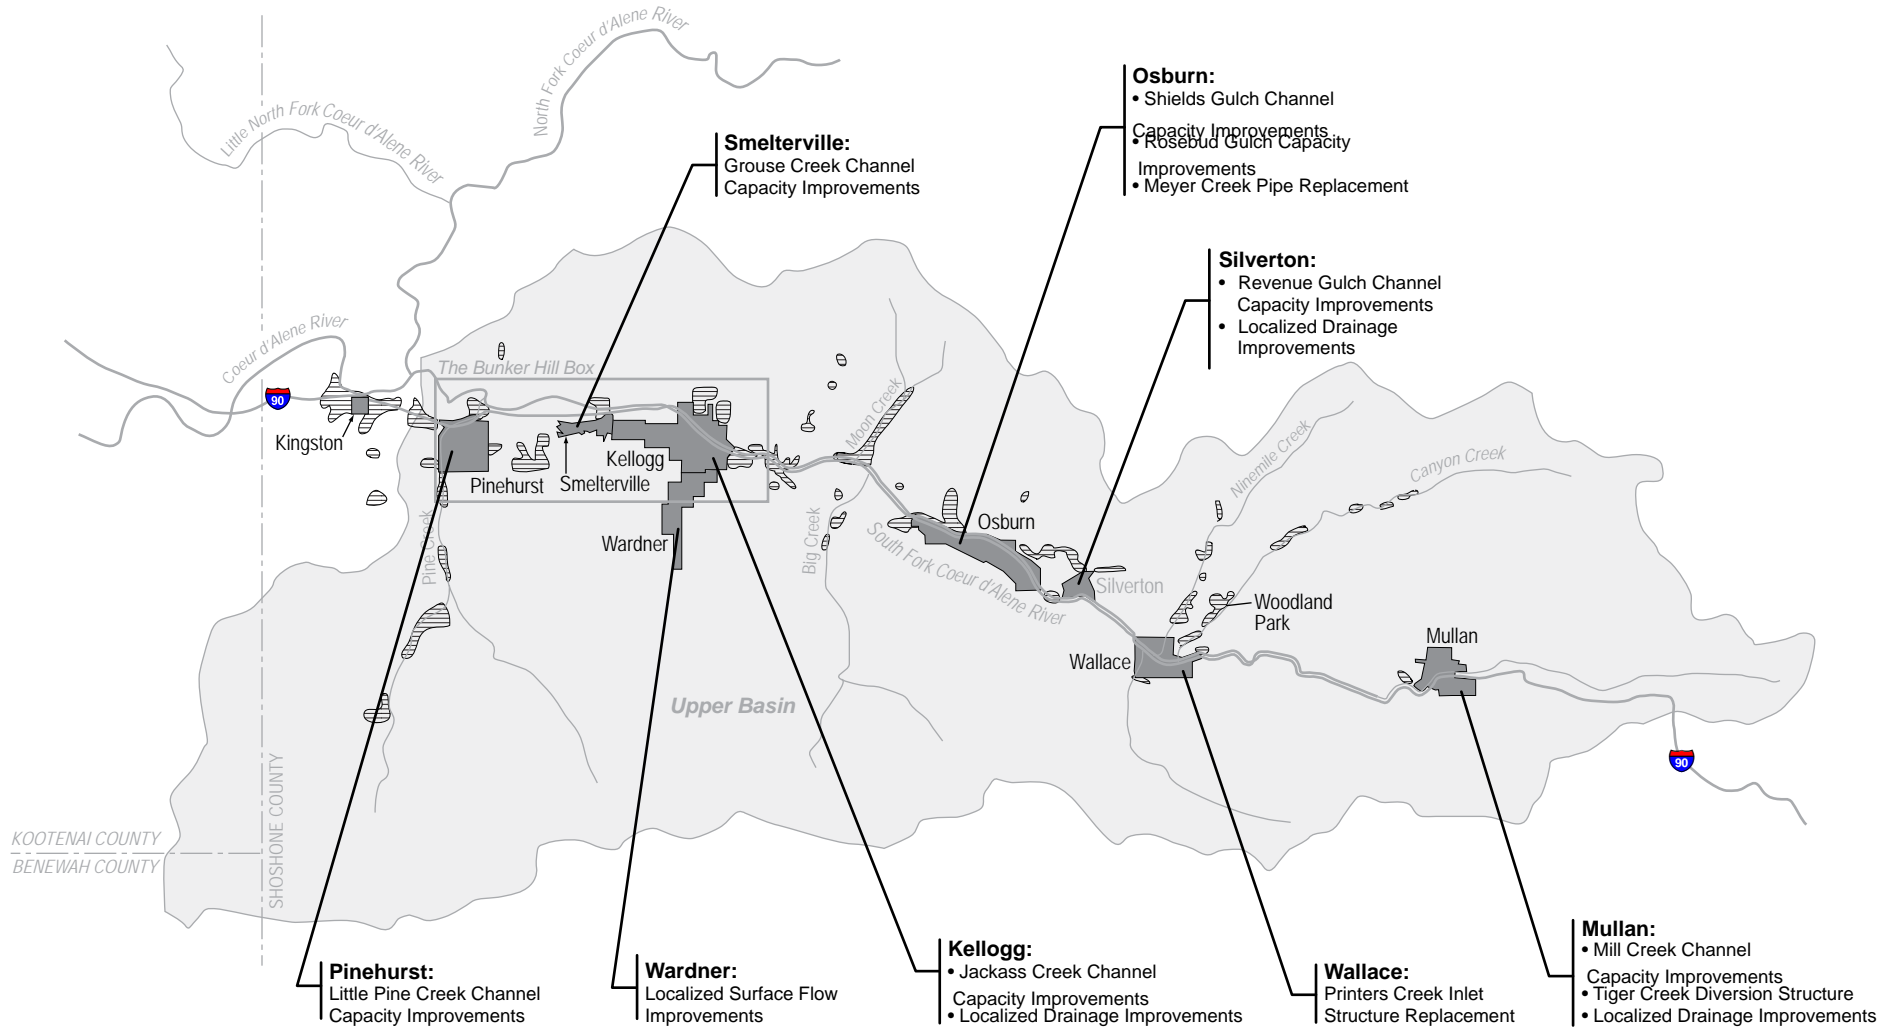 North Fork Coeur d'Alene River
Little North Fork Coeur d'Alene River
Osburn:
• Shields Gulch Channel
Capacity Improvements
• Rosebud Gulch Capacity
Improvements
• Meyer Creek Pipe Replacement
Smelterville:
Grouse Creek Channel
Capacity Improvements
Silverton:
• Revenue Gulch Channel
Capacity Improvements
• Localized Drainage
Improvements
Coeur d'Alene River
The Bunker Hill Box
90
Kingston
Moon Creek
Ninemile Creek
Canyon Creek
Kellogg
Pinehurst
Smelterville
Wardner
Pine Creek
Big Creek
Osburn
South Fork Coeur d'Alene River
Silverton
Woodland
Park
Wallace
Mullan
Upper Basin
90
SHOSHONE COUNTY
KOOTENAI COUNTY
BENEWAH COUNTY
Pinehurst:
Little Pine Creek Channel
Capacity Improvements
Wardner:
Localized Surface Flow
Improvements
Kellogg:
• Jackass Creek Channel
Capacity Improvements
• Localized Drainage Improvements
Wallace:
Printers Creek Inlet
Structure Replacement
Mullan:
• Mill Creek Channel
Capacity Improvements
• Tiger Creek Diversion Structure
• Localized Drainage Improvements